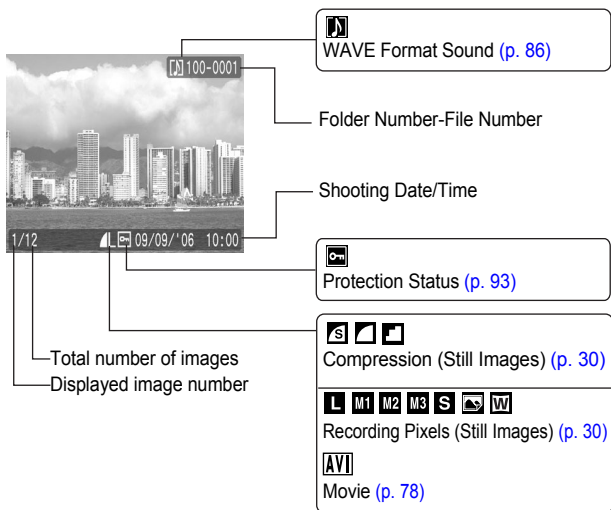 WAVE Format Sound (p. 86)
100-0001
Folder Number-File Number
Shooting Date/Time
1/12 L 09/09/'06 10:00
Protection Status (p. 93)
S
Compression (Still Images) (p. 30)
Total number of images
Displayed image number
L M1 M2 M3 S W
Recording Pixels (Still Images) (p. 30)
AVI
Movie (p. 78)